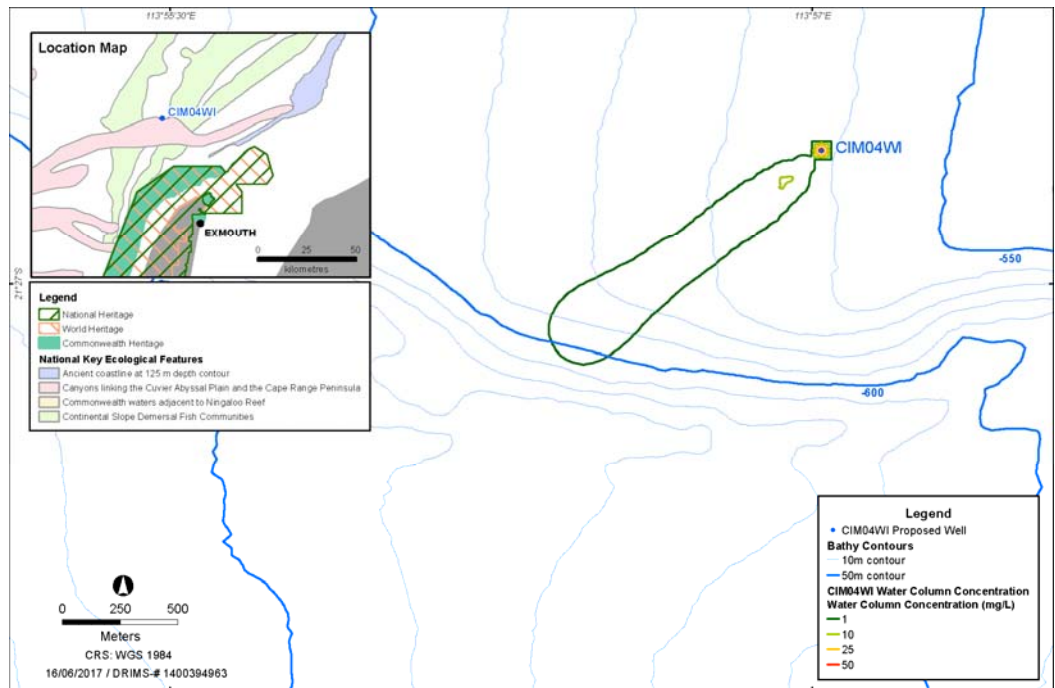 113°55'30"E
113°57'E
Location Map
CIM04WI
EXMOUTH
0 25 50
kilometres
CIM04WI
21°27'S
-550
-600
Legend
National Heritage
World Heritage
Commonwealth Heritage
National Key Ecological Features
Ancient coastline at 125 m depth contour
Canyons linking the Cuvier Abyssal Plain and the Cape Range Peninsula
Commonwealth waters adjacent to Ningaloo Reef
Continental Slope Demersal Fish Communities
0 250 500
Meters
CRS: WGS 1984
16/06/2017 / DRIMS-# 1400394963
Legend
CIM04WI Proposed Well
Bathy Contours
10m contour
50m contour
CIM04WI Water Column Concentration
Water Column Concentration (mg/L)
1
10
25
50